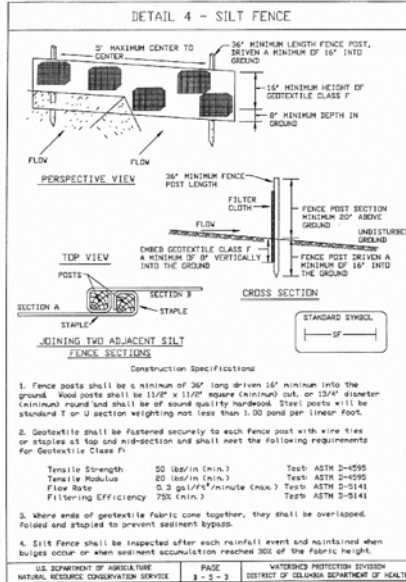 DETAIL 4 - SILT FENCE
5' MAXIMUM CENTER TO
CENTER
36" MINIMUM LENGTH FENCE POST,
DRIVEN A MINIMUM OF 16" INTO
GROUND
16" MINIMUM HEIGHT OF
GEOTEXTILE CLASS F
8" MINIMUM DEPTH IN
GROUND
FLOW
FLOW
PERSPECTIVE VIEW
36" MINIMUM FENCE
POST LENGTH
FILTER
CLOTH
FENCE POST SECTION
MINIMUM 20" ABOVE
GROUND
FLOW
UNDISTURBED
GROUND
EMBED GEOTEXTILE CLASS F
A MINIMUM OF 8" VERTICALLY
INTO THE GROUND
FENCE POST DRIVEN A
MINIMUM OF 16" INTO
THE GROUND
TOP VIEW
POSTS
SECTION B
SECTION A
STAPLE
STAPLE
CROSS SECTION
STANDARD SYMBOL
SF
JOINING TWO ADJACENT SILT
FENCE SECTIONS
Construction Specifications
1. Fence posts shall be a minimum of 36" long driven 16" minimum into the
ground. Wood posts shall be 11/2" x 11/2" square (minimum) cut, or 13/4" diameter
(minimum) round and shall be of sound quality hardwood. Steel posts will be
standard T or U section weighting not less than 1.00 pond per linear foot.
2. Geotextile shall be fastened securely to each fence post with wire ties
or staples at top and mid-section and shall meet the following requirements
for Geotextile Class F:
Tensile Strength 50 lbs/in (min.) Test: ASTM D-4595
Tensile Modulus 20 lbs/in (min.) Test: ASTM D-4595
Flow Rate 0.3 gal/ft²/minute (max.) Test: ASTM D-5141
Filtering Efficiency 75% (min.) Test: ASTM D-5141
3. Where ends of geotextile fabric come together, they shall be overlapped,
folded and stapled to prevent sediment bypass.
4. Silt Fence shall be inspected after each rainfall event and maintained when
bulges occur or when sediment accumulation reached 30% of the fabric height.
U.S. DEPARTMENT OF AGRICULTURE
NATURAL RESOURCE CONSERVATION SERVICE
PAGE
B - 5 - 3
WATERSHED PROTECTION DIVISION
DISTRICT OF COLUMBIA DEPARTMENT OF HEALTH